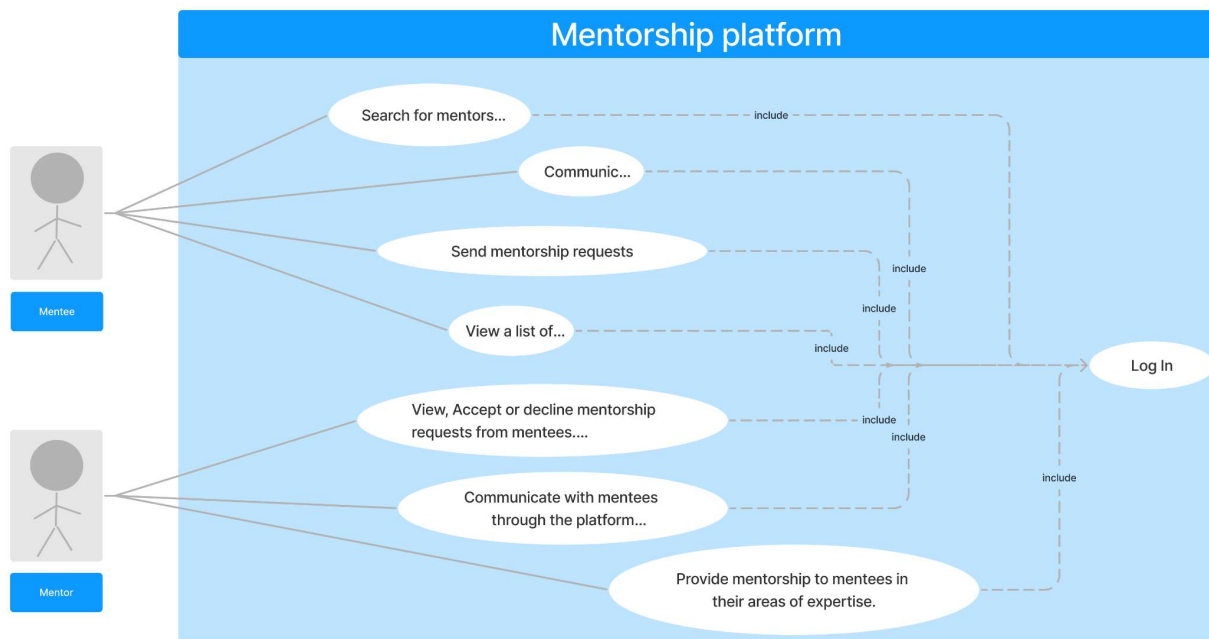 Mentorship platform
Search for mentors...
include
Communic...
Send mentorship requests
include
Mentee
include
View a list of...
include
Log In
View, Accept or decline mentorship
requests from mentees....
include
include
include
Communicate with mentees
through the platform...
Provide mentorship to mentees in
their areas of expertise.
Mentor